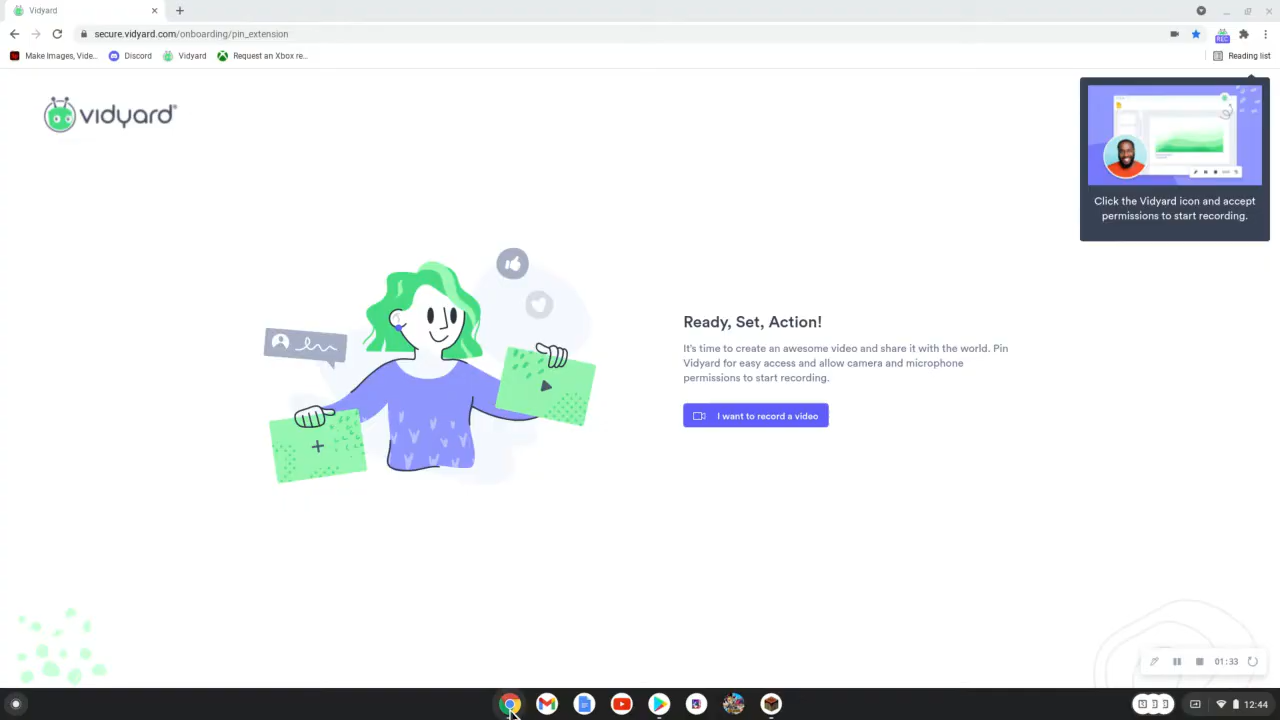 Vidyard
secure.vidyard.com/onboarding/pin_extension
REC
Make Images, Vide...
Discord
Vidyard
Request an Xbox re...
Reading list
vidyard
Click the Vidyard icon and accept
permissions to start recording.
Ready, Set, Action!
It's time to create an awesome video and share it with the world. Pin
Vidyard for easy access and allow camera and microphone
permissions to start recording.
I want to record a video
01:33
12:44